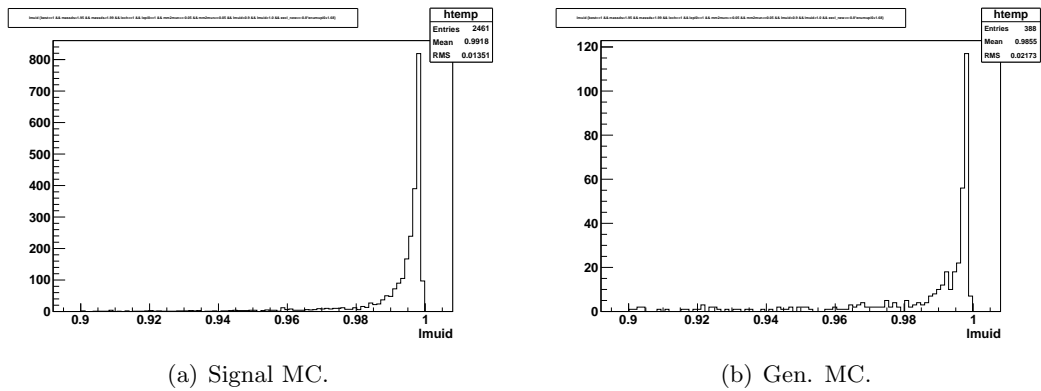 htemp
Entries 2461
Mean 0.9918
RMS 0.01351
800
700
600
500
400
300
200
100
0
0.9 0.92 0.94 0.96 0.98 1
lmuid
(a) Signal MC.
htemp
Entries 388
Mean 0.9855
RMS 0.02173
120
100
80
60
40
20
0
0.9 0.92 0.94 0.96 0.98 1
lmuid
(b) Gen. MC.